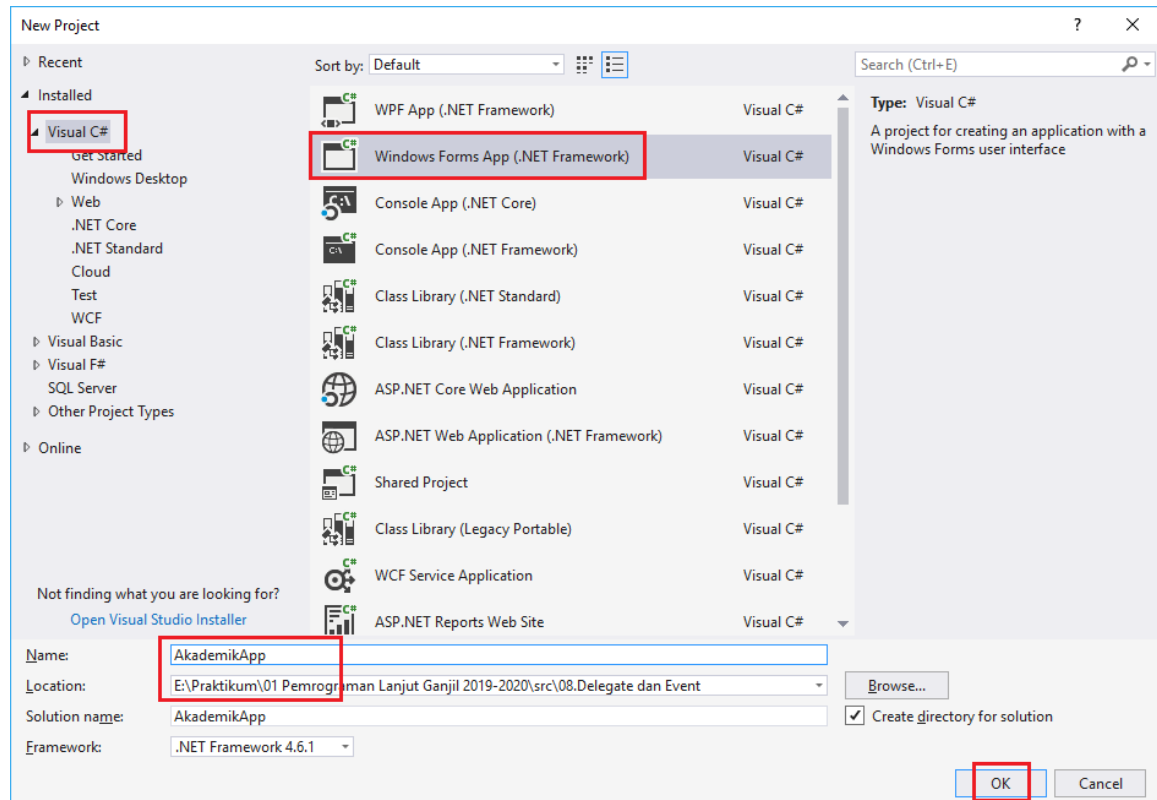 New Project
? ×
Recent
Installed
Visual C#
Get Started
Windows Desktop
Web
.NET Core
.NET Standard
Cloud
Test
WCF
Visual Basic
Visual F#
SQL Server
Other Project Types
Online
Not finding what you are looking for?
Open Visual Studio Installer
Sort by: Default
WPF App (.NET Framework) Visual C#
Windows Forms App (.NET Framework) Visual C#
Console App (.NET Core) Visual C#
Console App (.NET Framework) Visual C#
Class Library (.NET Standard) Visual C#
Class Library (.NET Framework) Visual C#
ASP.NET Core Web Application Visual C#
ASP.NET Web Application (.NET Framework) Visual C#
Shared Project Visual C#
Class Library (Legacy Portable) Visual C#
WCF Service Application Visual C#
ASP.NET Reports Web Site Visual C#
Search (Ctrl+E)
Type: Visual C#
A project for creating an application with a
Windows Forms user interface
Name: AkademikApp
Location: E:\Praktikum\01 Pemrograman Lanjut Ganjil 2019-2020\src\08.Delegate dan Event Browse...
Solution name: AkademikApp Create directory for solution
Framework: .NET Framework 4.6.1
OK Cancel